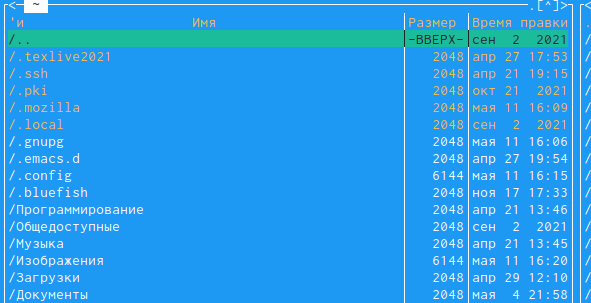 <─ ~ .[^]>
'и Имя Размер Время правки
/.. -ВВЕРХ- сен 2 2021
/.texlive2021 2048 апр 27 17:53
/.ssh 2048 апр 21 19:15
/.pki 2048 окт 21 2021
/.mozilla 2048 мая 11 16:09
/.local 2048 сен 2 2021
/.gnupg 2048 мая 11 16:06
/.emacs.d 2048 апр 27 19:54
/.config 6144 мая 11 16:15
/.bluefish 2048 ноя 17 17:33
/Программирование 2048 апр 21 13:46
/Общедоступные 2048 сен 2 2021
/Музыка 2048 апр 21 13:45
/Изображения 6144 мая 11 16:20
/Загрузки 2048 апр 29 12:10
/Документы 2048 мая 4 21:58